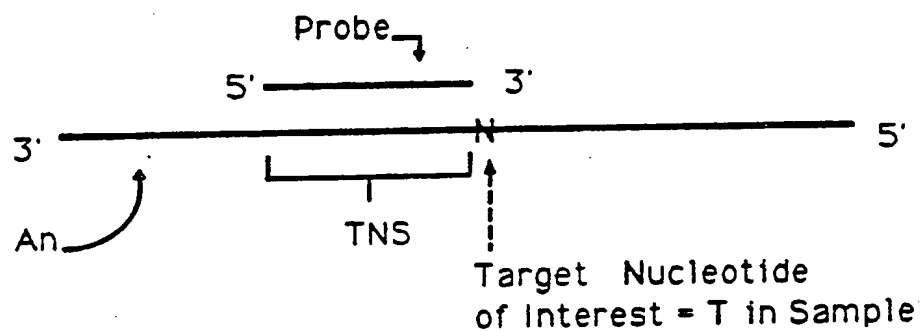 Probe
5' 3'
3' N 5'
An
TNS
Target Nucleotide
of Interest = T in Sample